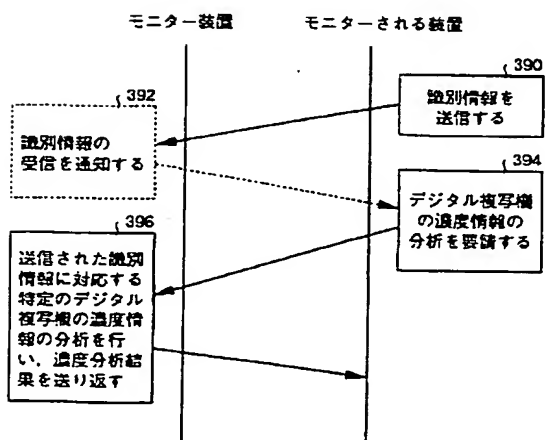 モニター装置
モニターされる装置
390
識別情報を
送信する
392
識別情報の
受信を通知する
394
デジタル複写機
の濃度情報の
分析を要請する
396
送信された識別
情報に対応する
特定のデジタル
複写機の濃度情
報の分析を行
い、濃度分析結
果を送り返す